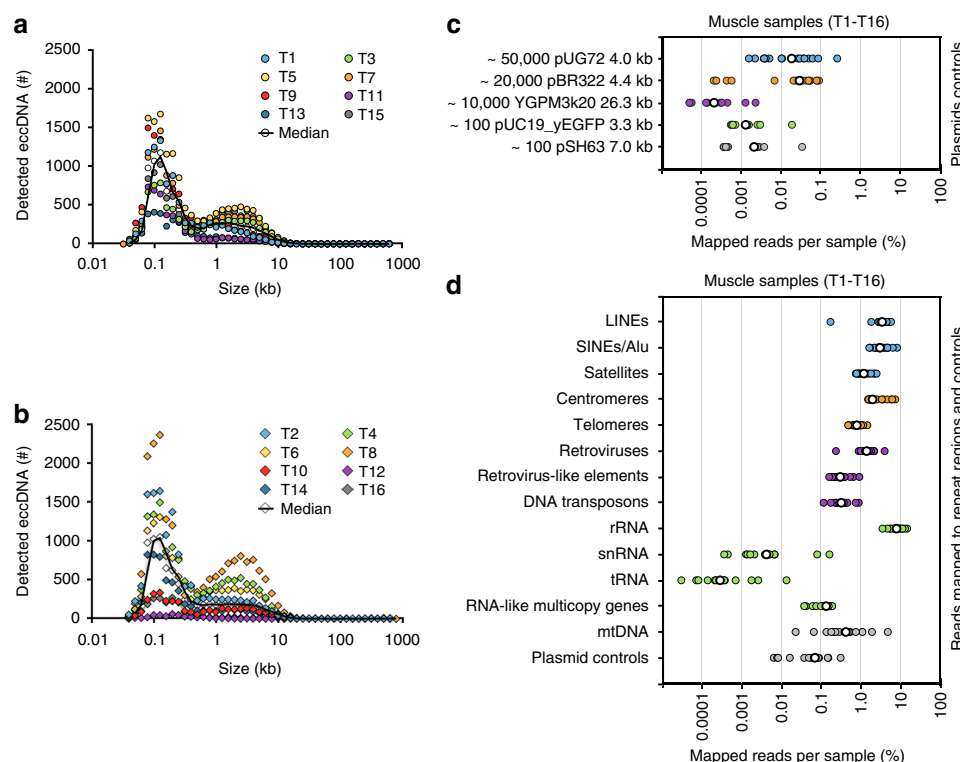 a
Detected eccDNA (#)
2500
2000
1500
1000
500
0
0.01 0.1 1 10 100 1000
Size (kb)
T1 T3
T5 T7
T9 T11
T13 T15
Median
b
Detected eccDNA (#)
2500
2000
1500
1000
500
0
0.01 0.1 1 10 100 1000
Size (kb)
T2 T4
T6 T8
T10 T12
T14 T16
Median
c
Muscle samples (T1-T16)
~ 50,000 pUG72 4.0 kb
~ 20,000 pBR322 4.4 kb
~ 10,000 YGPM3k20 26.3 kb
~ 100 pUC19_yEGFP 3.3 kb
~ 100 pSH63 7.0 kb
0.0001 0.001 0.01 0.1 1.0 10 100
Mapped reads per sample (%)
Plasmids controls
d
Muscle samples (T1-T16)
LINEs
SINEs/Alu
Satellites
Centromeres
Telomeres
Retroviruses
Retrovirus-like elements
DNA transposons
rRNA
snRNA
tRNA
RNA-like multicopy genes
mtDNA
Plasmid controls
0.0001 0.001 0.01 0.1 1.0 10 100
Mapped reads per sample (%)
Reads mapped to repeat regions and controls